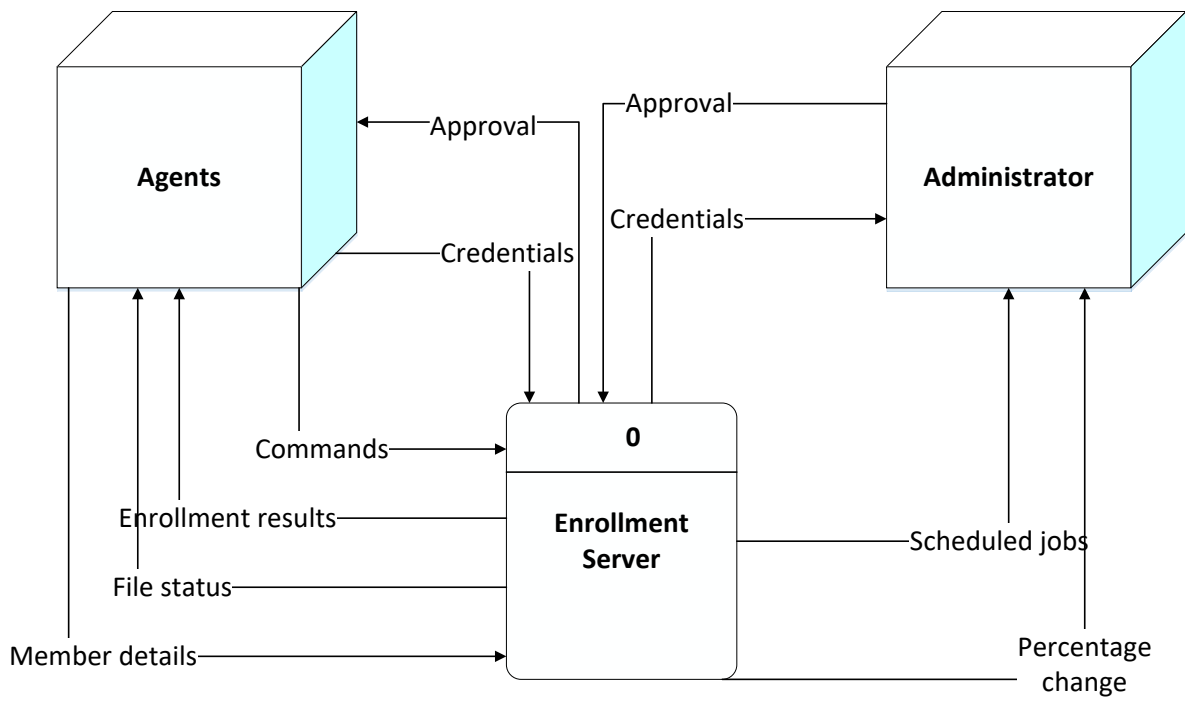 Approval
Approval
Agents
Administrator
Credentials
Credentials
0
Commands
Enrollment results
Enrollment
Server
Scheduled jobs
File status
Member details
Percentage
change